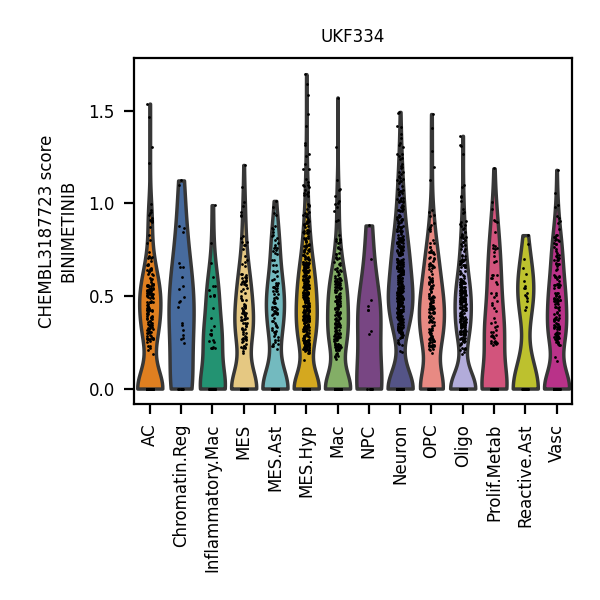 UKF334
CHEMBL3187723 score
BINIMETINIB
1.5
1.0
0.5
0.0
AC
Chromatin.Reg
Inflammatory.Mac
MES
MES.Ast
MES.Hyp
Mac
NPC
Neuron
OPC
Oligo
Prolif.Metab
Reactive.Ast
Vasc